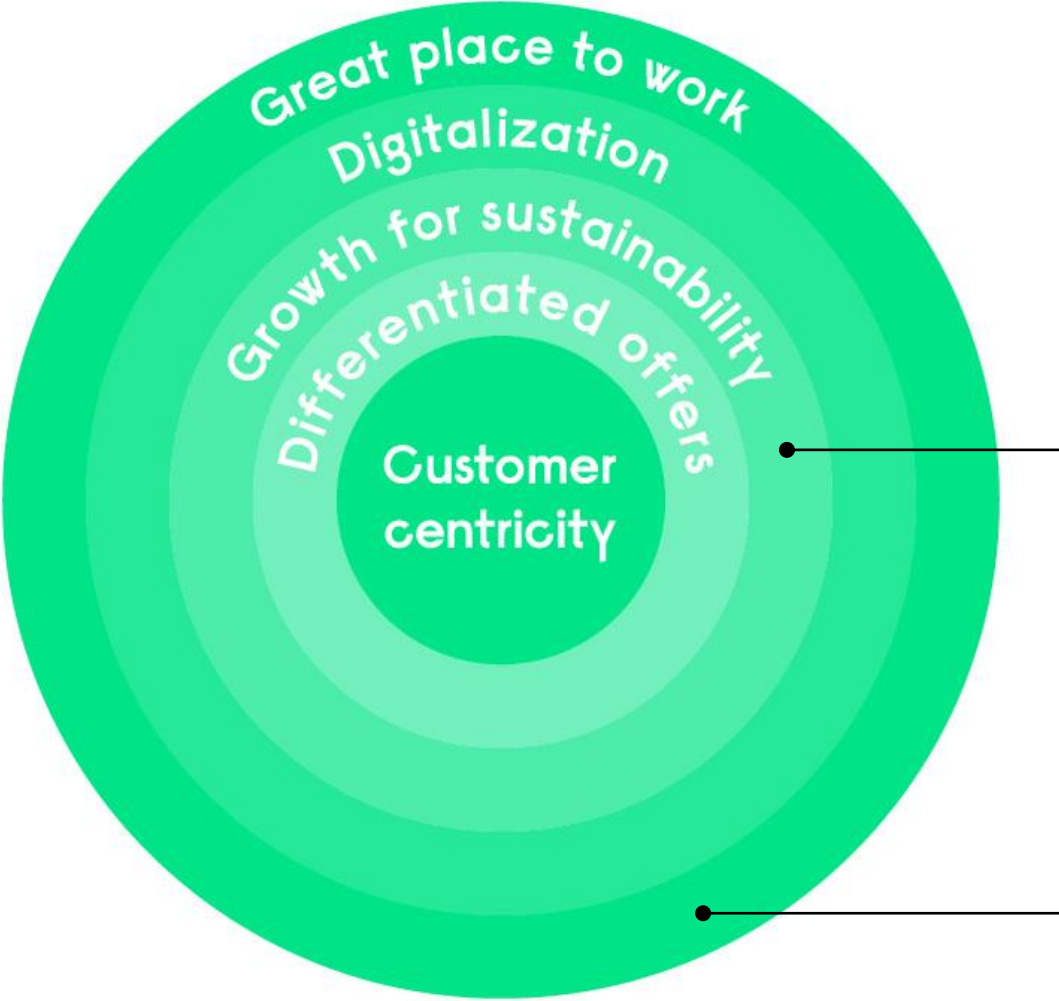 Great place to work
Digitalization
Growth for sustainability
Differentiated offers
Customer
centricity